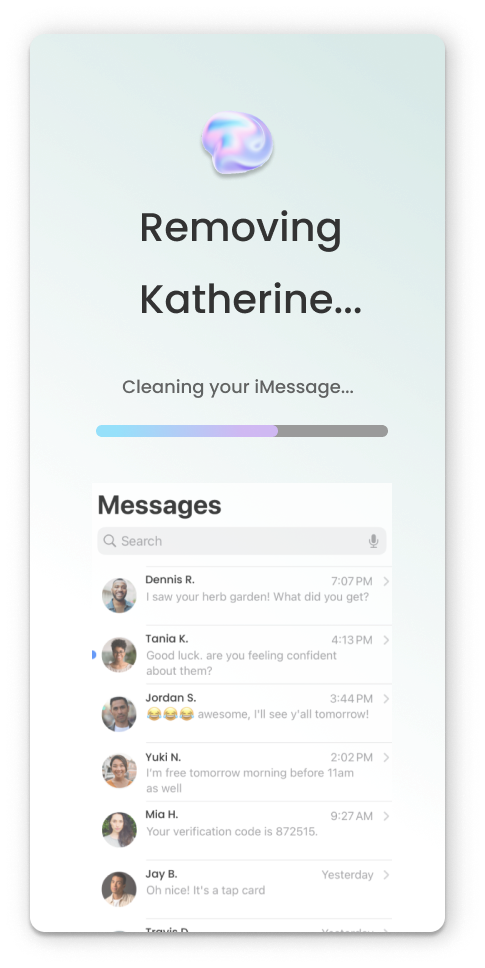 Removing
Katherine...
Cleaning your iMessage...
Messages
Search
Dennis R. 7:07 PM
I saw your herb garden! What did you get?
Tania K. 4:13 PM
Good luck. are you feeling confident
about them?
Jordan S. 3:44 PM
😂😂😂 awesome, I'll see y'all tomorrow!
Yuki N. 2:02 PM
I'm free tomorrow morning before 11am
as well
Mia H. 9:27 AM
Your verification code is 872515.
Jay B. Yesterday
Oh nice! It's a tap card
Travis D. Yesterday